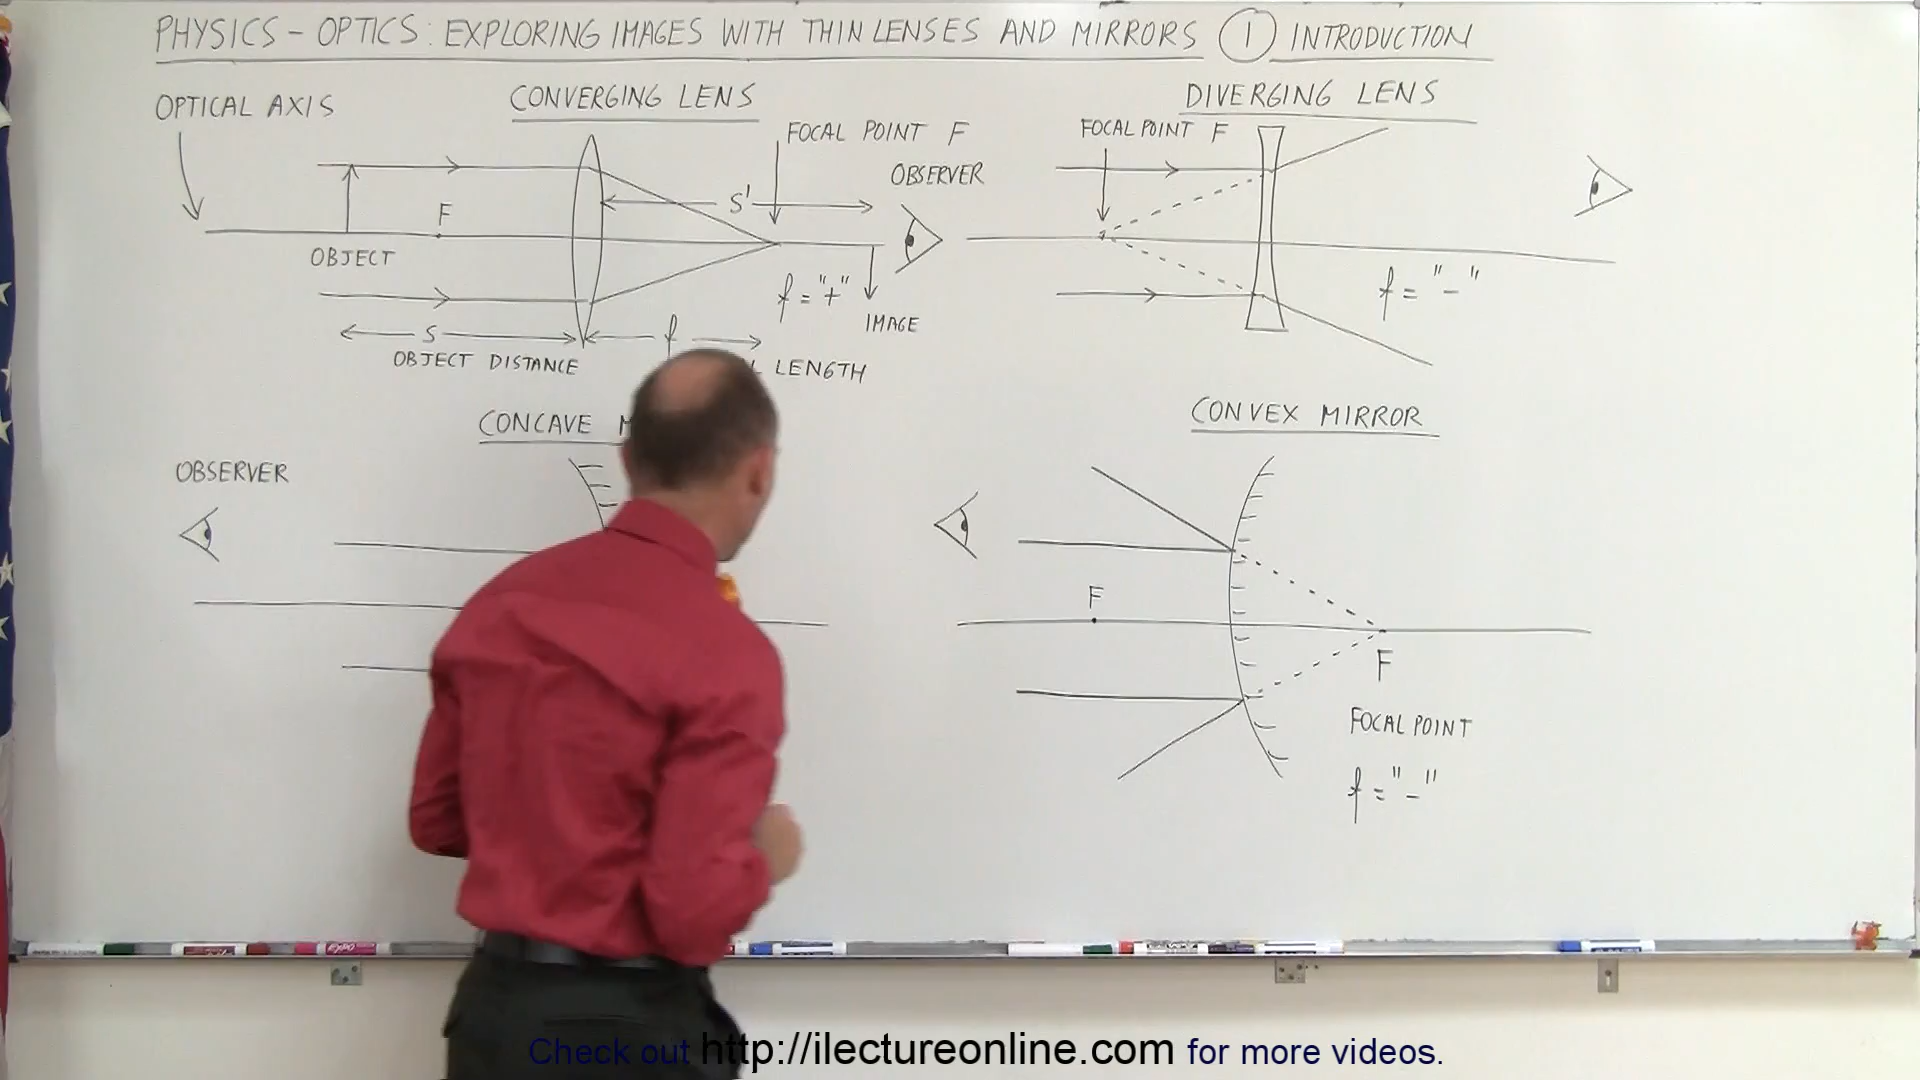 PHYSICS - OPTICS: EXPLORING IMAGES WITH THIN LENSES AND MIRRORS ① INTRODUCTION
OPTICAL AXIS
CONVERGING LENS
FOCAL POINT F
OBSERVER
F
S'
OBJECT
f = "+"
IMAGE
S
f
OBJECT DISTANCE
LENGTH
DIVERGING LENS
FOCAL POINT F
f = "-"
CONCAVE
OBSERVER
CONVEX MIRROR
F
F
FOCAL POINT
f = "-"
EXPO
Check out http://ilectureonline.com for more videos.